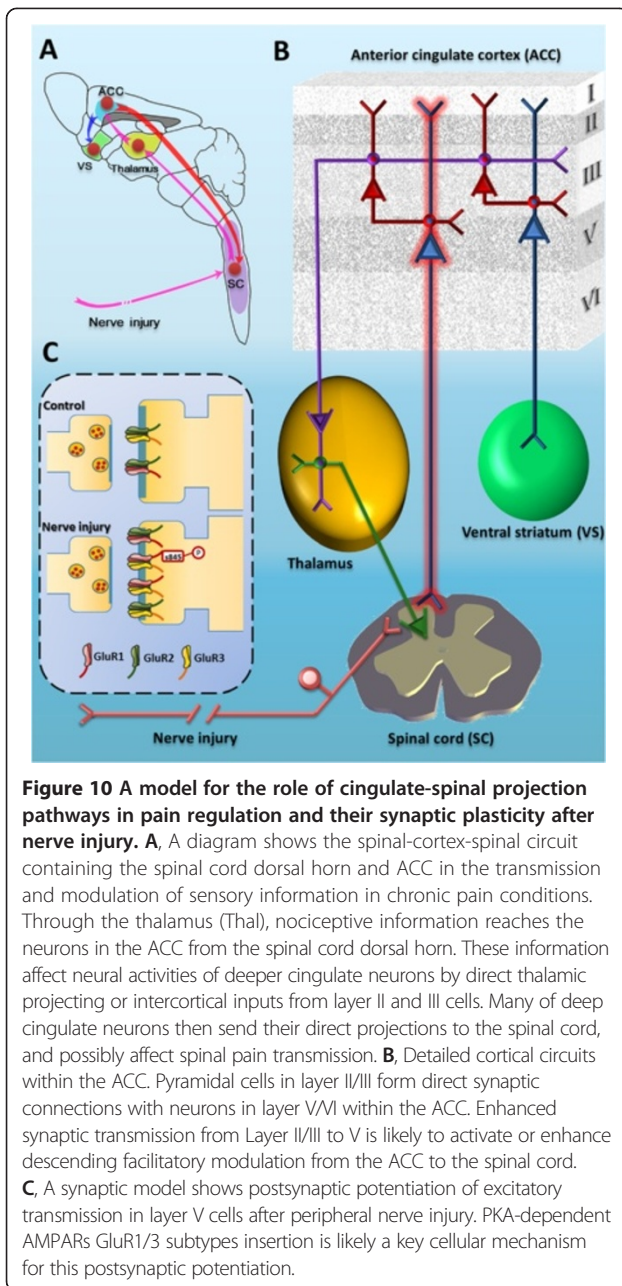 A
B
Anterior cingulate cortex (ACC)
ACC
VS
Thalamus
SC
Nerve injury
I
II
III
V
VI
C
Control
Nerve injury
s845
P
GluR1
GluR2
GluR3
Thalamus
Ventral striatum (VS)
Nerve injury
Spinal cord (SC)
Figure 10 A model for the role of cingulate-spinal projection
pathways in pain regulation and their synaptic plasticity after
nerve injury. A, A diagram shows the spinal-cortex-spinal circuit
containing the spinal cord dorsal horn and ACC in the transmission
and modulation of sensory information in chronic pain conditions.
Through the thalamus (Thal), nociceptive information reaches the
neurons in the ACC from the spinal cord dorsal horn. These information
affect neural activities of deeper cingulate neurons by direct thalamic
projecting or intercortical inputs from layer II and III cells. Many of deep
cingulate neurons then send their direct projections to the spinal cord,
and possibly affect spinal pain transmission. B, Detailed cortical circuits
within the ACC. Pyramidal cells in layer II/III form direct synaptic
connections with neurons in layer V/VI within the ACC. Enhanced
synaptic transmission from Layer II/III to V is likely to activate or enhance
descending facilitatory modulation from the ACC to the spinal cord.
C, A synaptic model shows postsynaptic potentiation of excitatory
transmission in layer V cells after peripheral nerve injury. PKA-dependent
AMPARs GluR1/3 subtypes insertion is likely a key cellular mechanism
for this postsynaptic potentiation.